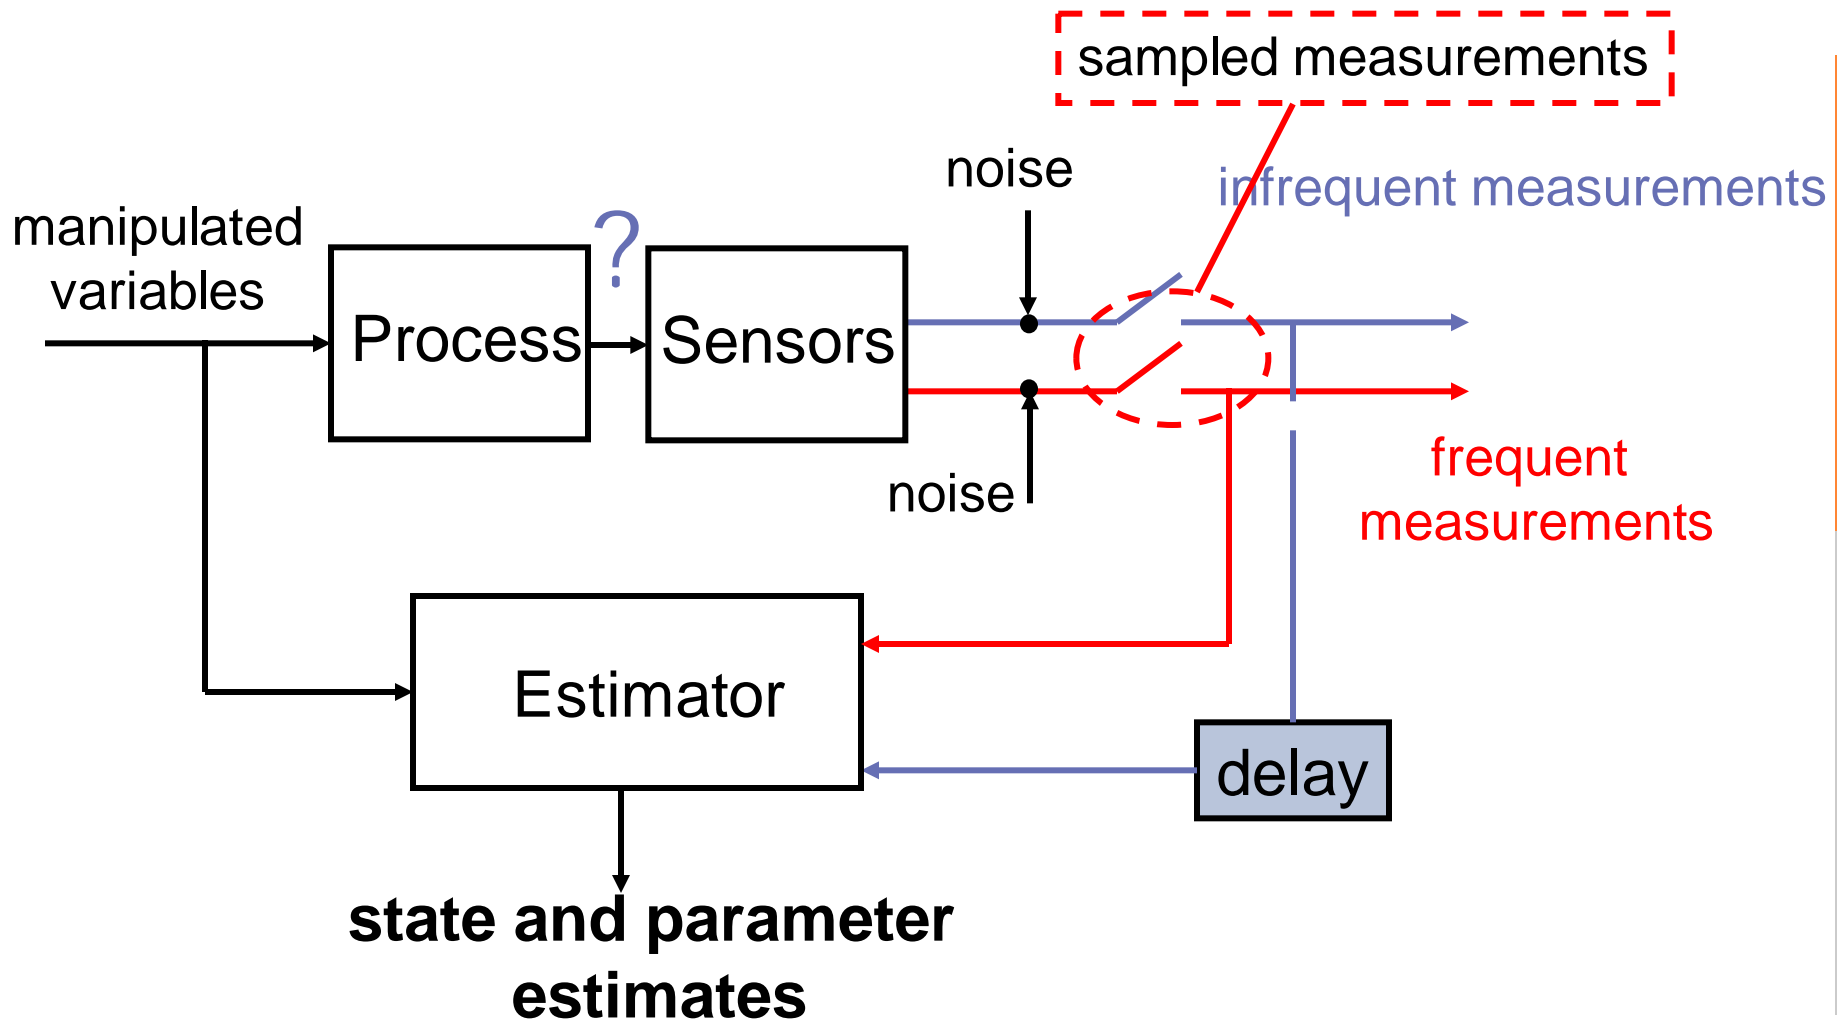 sampled measurements
noise
infrequent measurements
manipulated
variables
?
Process
Sensors
noise
frequent
measurements
Estimator
delay
state and parameter
estimates